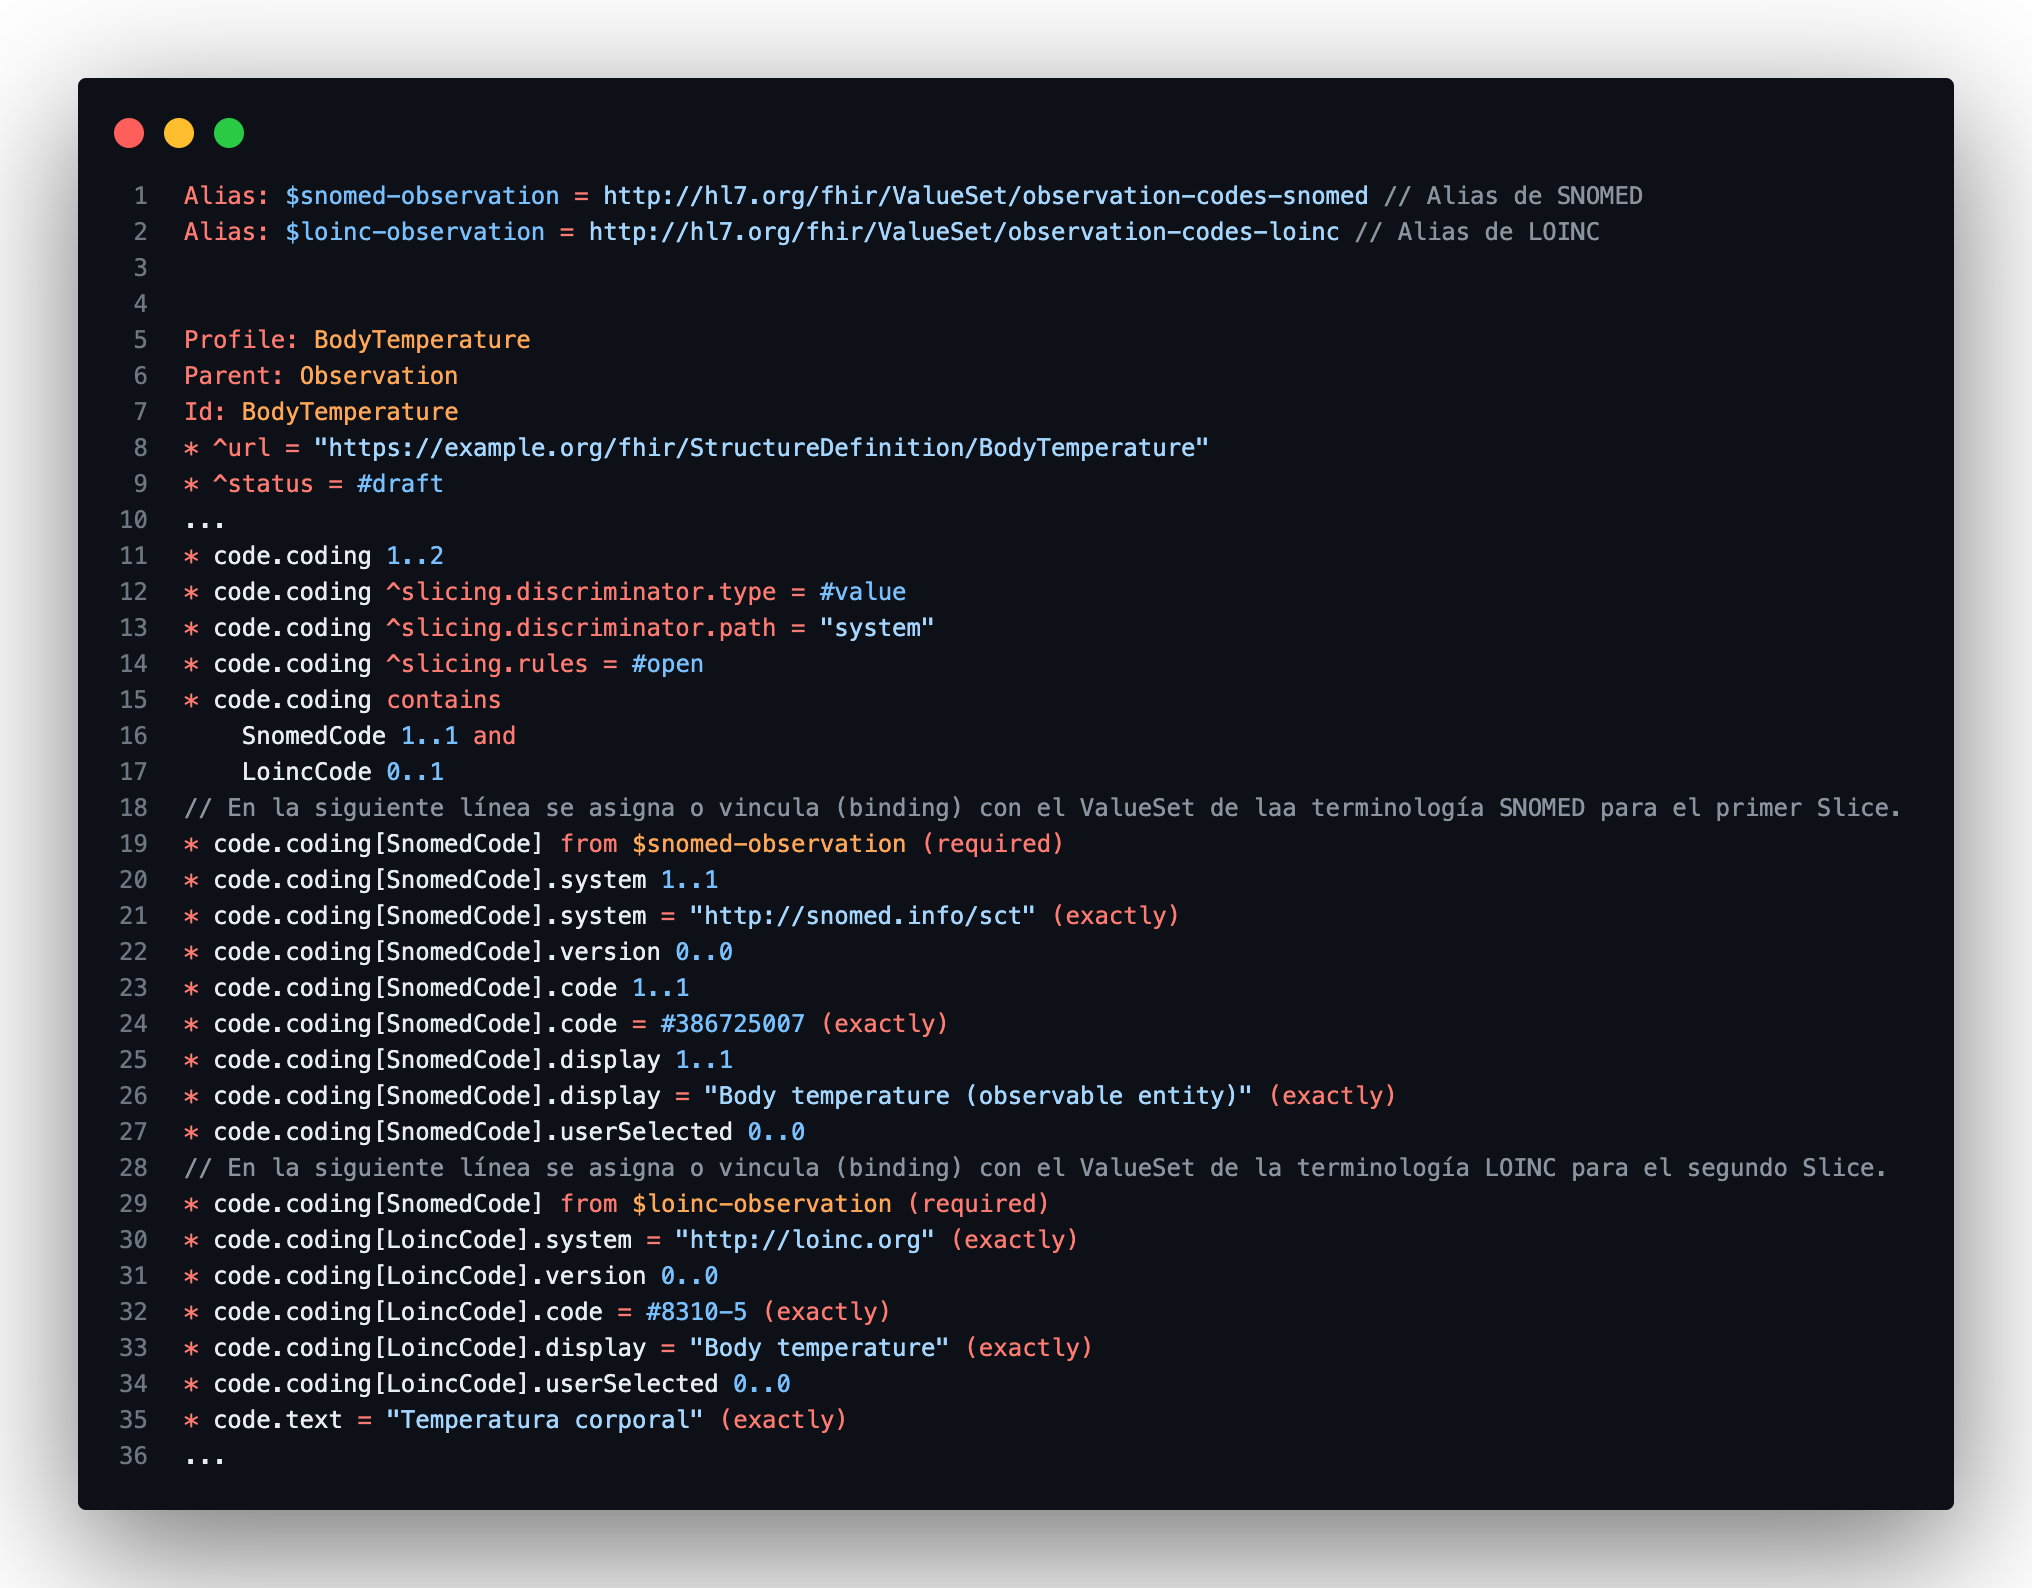 1 Alias: $snomed-observation = http://hl7.org/fhir/ValueSet/observation-codes-snomed // Alias de SNOMED
2 Alias: $loinc-observation = http://hl7.org/fhir/ValueSet/observation-codes-loinc // Alias de LOINC
3
4
5 Profile: BodyTemperature
6 Parent: Observation
7 Id: BodyTemperature
8 * ^url = "https://example.org/fhir/StructureDefinition/BodyTemperature"
9 * ^status = #draft
10 ...
11 * code.coding 1..2
12 * code.coding ^slicing.discriminator.type = #value
13 * code.coding ^slicing.discriminator.path = "system"
14 * code.coding ^slicing.rules = #open
15 * code.coding contains
16     SnomedCode 1..1 and
17     LoincCode 0..1
18 // En la siguiente línea se asigna o vincula (binding) con el ValueSet de laa terminología SNOMED para el primer Slice.
19 * code.coding[SnomedCode] from $snomed-observation (required)
20 * code.coding[SnomedCode].system 1..1
21 * code.coding[SnomedCode].system = "http://snomed.info/sct" (exactly)
22 * code.coding[SnomedCode].version 0..0
23 * code.coding[SnomedCode].code 1..1
24 * code.coding[SnomedCode].code = #386725007 (exactly)
25 * code.coding[SnomedCode].display 1..1
26 * code.coding[SnomedCode].display = "Body temperature (observable entity)" (exactly)
27 * code.coding[SnomedCode].userSelected 0..0
28 // En la siguiente línea se asigna o vincula (binding) con el ValueSet de la terminología LOINC para el segundo Slice.
29 * code.coding[SnomedCode] from $loinc-observation (required)
30 * code.coding[LoincCode].system = "http://loinc.org" (exactly)
31 * code.coding[LoincCode].version 0..0
32 * code.coding[LoincCode].code = #8310-5 (exactly)
33 * code.coding[LoincCode].display = "Body temperature" (exactly)
34 * code.coding[LoincCode].userSelected 0..0
35 * code.text = "Temperatura corporal" (exactly)
36 ...